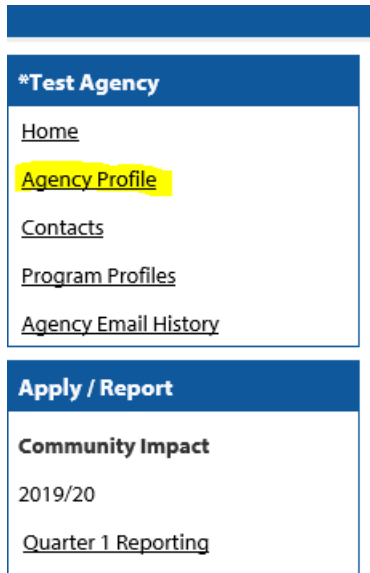 *Test Agency
Home
Agency Profile
Contacts
Program Profiles
Agency Email History
Apply / Report
Community Impact
2019/20
Quarter 1 Reporting